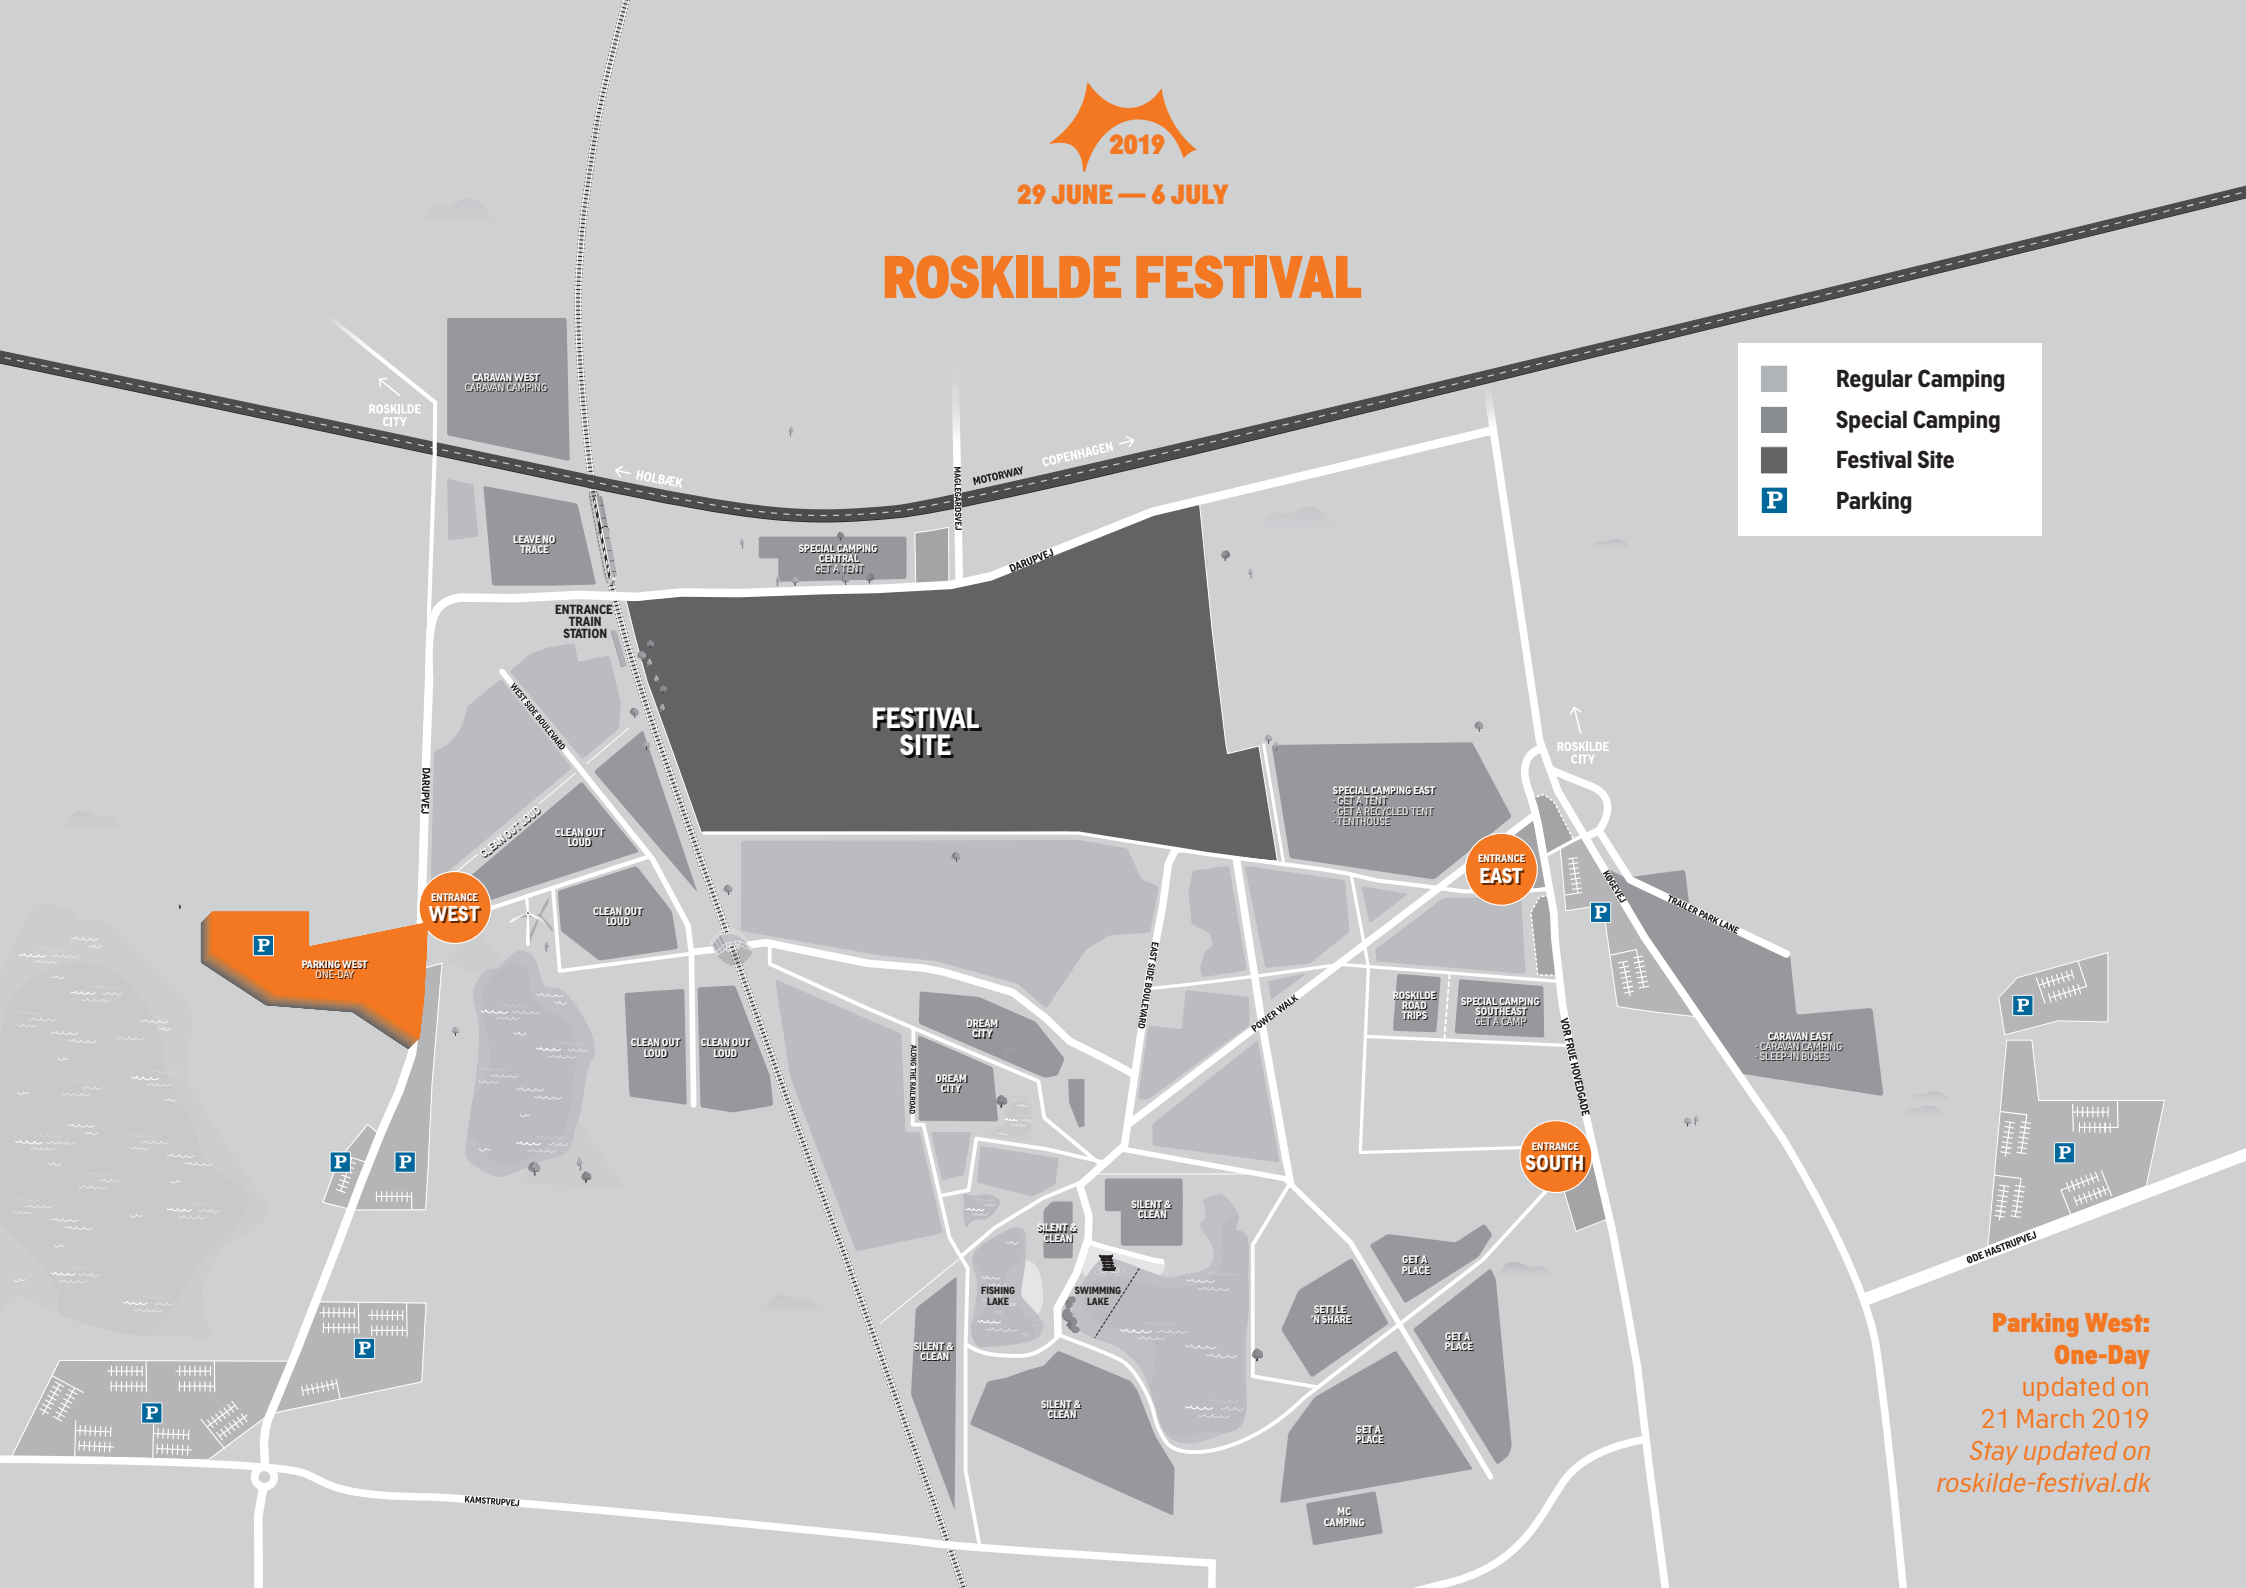 2019
29 JUNE — 6 JULY
ROSKILDE FESTIVAL
Regular Camping
Special Camping
Festival Site
P
Parking
CARAVAN WEST
CARAVAN CAMPING
ROSKILDE
CITY
← HOLBÆK
COPENHAGEN →
MOTORWAY
MAGLEGÅRDSVEJ
LEAVE NO
TRACE
SPECIAL CAMPING
CENTRAL
GET A TENT
DARUPVEJ
ENTRANCE
TRAIN
STATION
WEST SIDE BOULEVARD
FESTIVAL
SITE
ROSKILDE
CITY
DARUPVEJ
CLEAN OUT LOUD
CLEAN OUT
LOUD
SPECIAL CAMPING EAST
· GET A TENT
· GET A RECYCLED TENT
· TENTHOUSE
ENTRANCE
EAST
ENTRANCE
WEST
CLEAN OUT
LOUD
KØGEVEJ
P
TRAILER PARK LANE
P
PARKING WEST
ONE-DAY
EAST SIDE BOULEVARD
POWER WALK
ROSKILDE
ROAD
TRIPS
SPECIAL CAMPING
SOUTHEAST
GET A CAMP
P
VOR FRUE HOVEDGADE
CLEAN OUT
LOUD
CLEAN OUT
LOUD
DREAM
CITY
ALONG THE RAILROAD
DREAM
CITY
CARAVAN EAST
· CARAVAN CAMPING
· SLEEP-IN BUSES
P
P
P
ENTRANCE
SOUTH
SILENT &
CLEAN
SILENT &
CLEAN
ØDE HASTRUPVEJ
GET A
PLACE
FISHING
LAKE
SWIMMING
LAKE
SETTLE
'N SHARE
GET A
PLACE
SILENT &
CLEAN
P
P
SILENT &
CLEAN
GET A
PLACE
KAMSTRUPVEJ
MC
CAMPING
Parking West:
One-Day
updated on
21 March 2019
Stay updated on
roskilde-festival.dk